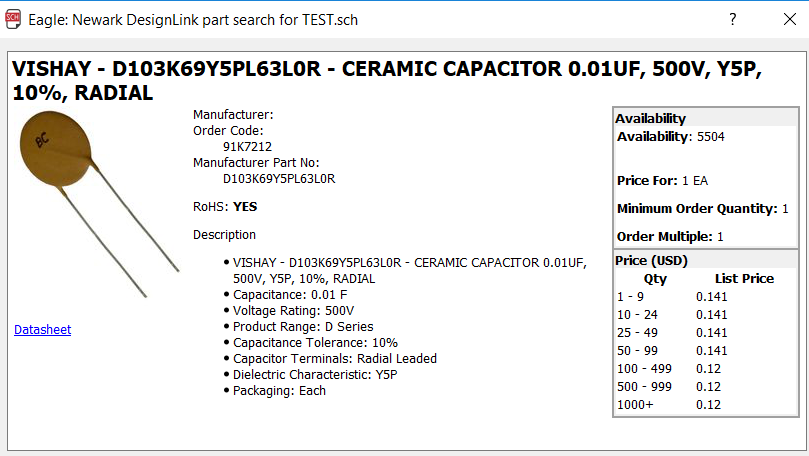 Eagle: Newark DesignLink part search for TEST.sch
SCH
?
VISHAY - D103K69Y5PL63L0R - CERAMIC CAPACITOR 0.01UF, 500V, Y5P,
10%, RADIAL
BC
Datasheet
Manufacturer:
Order Code:
91K7212
Manufacturer Part No:
D103K69Y5PL63L0R
RoHS: YES
Description
• VISHAY - D103K69Y5PL63L0R - CERAMIC CAPACITOR 0.01UF,
500V, Y5P, 10%, RADIAL
• Capacitance: 0.01 F
• Voltage Rating: 500V
• Product Range: D Series
• Capacitance Tolerance: 10%
• Capacitor Terminals: Radial Leaded
• Dielectric Characteristic: Y5P
• Packaging: Each
Availability
Availability: 5504
Price For: 1 EA
Minimum Order Quantity: 1
Order Multiple: 1
Price (USD)
Qty List Price
1 - 9 0.141
10 - 24 0.141
25 - 49 0.141
50 - 99 0.141
100 - 499 0.12
500 - 999 0.12
1000+ 0.12